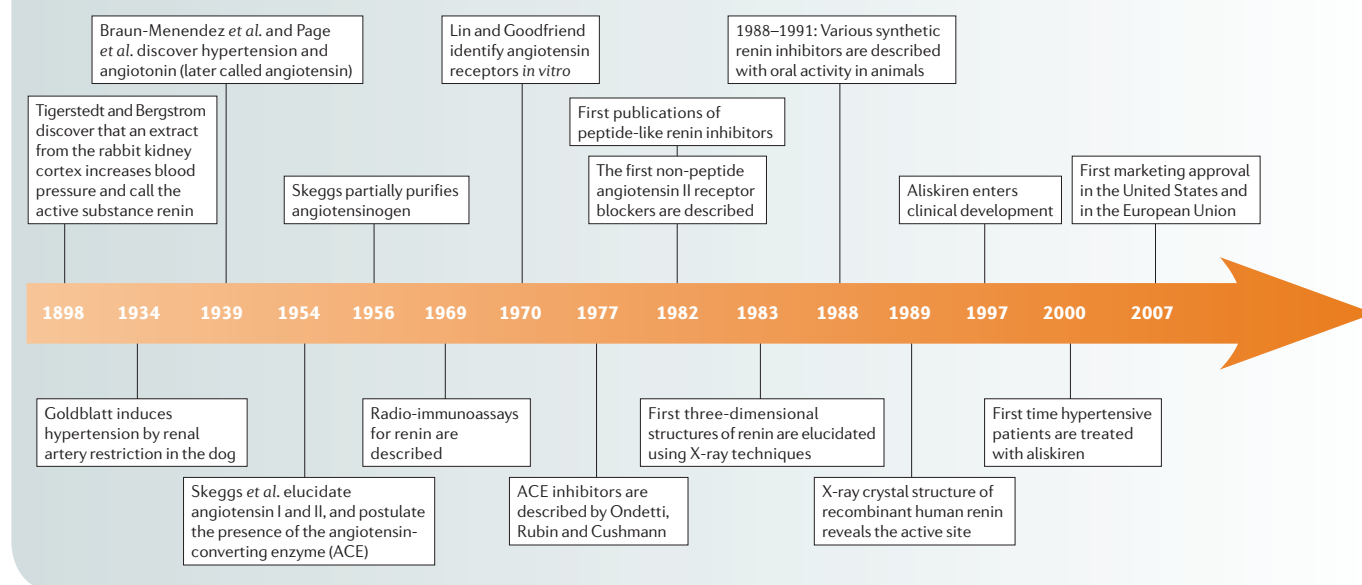 Braun-Menendez et al. and Page
et al. discover hypertension and
angiotonin (later called angiotensin)
Lin and Goodfriend
identify angiotensin
receptors in vitro
1988–1991: Various synthetic
renin inhibitors are described
with oral activity in animals
Tigerstedt and Bergstrom
discover that an extract
from the rabbit kidney
cortex increases blood
pressure and call the
active substance renin
First publications of
peptide-like renin inhibitors
Skeggs partially purifies
angiotensinogen
The first non-peptide
angiotensin II receptor
blockers are described
Aliskiren enters
clinical development
First marketing approval
in the United States and
in the European Union
1898 1934 1939 1954 1956 1969 1970 1977 1982 1983 1988 1989 1997 2000 2007
Goldblatt induces
hypertension by renal
artery restriction in the dog
Radio-immunoassays
for renin are
described
First three-dimensional
structures of renin are elucidated
using X-ray techniques
First time hypertensive
patients are treated
with aliskiren
Skeggs et al. elucidate
angiotensin I and II, and postulate
the presence of the angiotensin-
converting enzyme (ACE)
ACE inhibitors are
described by Ondetti,
Rubin and Cushmann
X-ray crystal structure of
recombinant human renin
reveals the active site